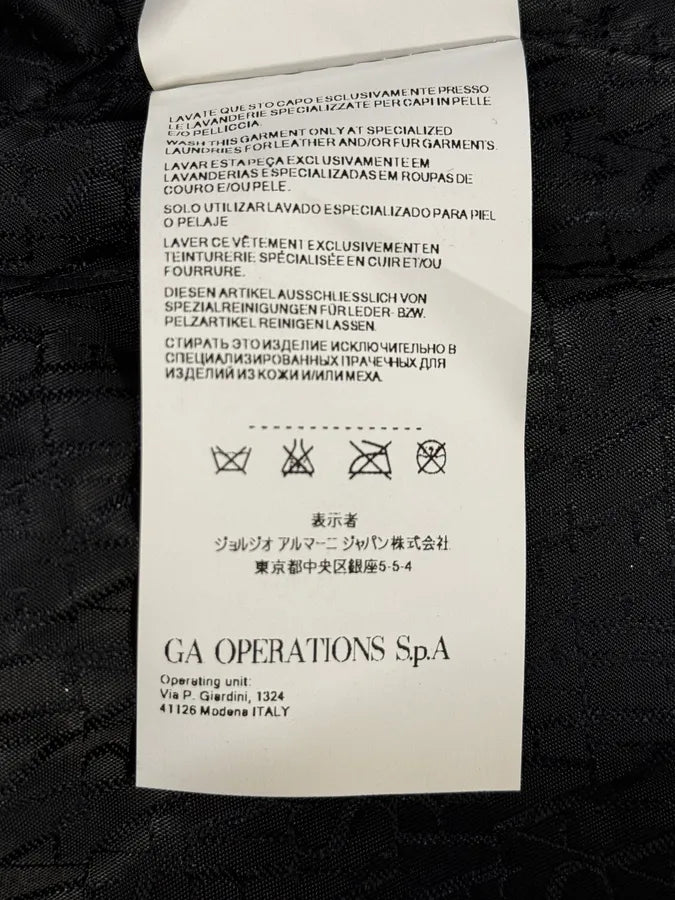 LAVATE QUESTO CAPO ESCLUSIVAMENTE PRESSO
LE LAVANDERIE SPECIALIZZATE PER CAPI IN PELLE
E/O PELLICCIA.
WASH THIS GARMENT ONLY AT SPECIALIZED
LAUNDRIES FOR LEATHER AND/OR FUR GARMENTS.
LAVAR ESTA PEÇA EXCLUSIVAMENTE EM
LAVANDERIAS ESPECIALIZADAS EM ROUPAS DE
COURO E/OU PELE.
SOLO UTILIZAR LAVADO ESPECIALIZADO PARA PIEL
O PELAJE
LAVER CE VÊTEMENT EXCLUSIVEMENT EN
TEINTURERIE SPÉCIALISÉE EN CUIR ET/OU
FOURRURE.
DIESEN ARTIKEL AUSSCHLIESSLICH VON
SPEZIALREINIGUNGEN FÜR LEDER- BZW.
PELZARTIKEL REINIGEN LASSEN.
СТИРАТЬ ЭТО ИЗДЕЛИЕ ИСКЛЮЧИТЕЛЬНО В
СПЕЦИАЛИЗИРОВАННЫХ ПРАЧЕЧНЫХ ДЛЯ
ИЗДЕЛИЙ ИЗ КОЖИ И/ИЛИ МЕХА.
表示者
ジョルジオ アルマーニ ジャパン株式会社
東京都中央区銀座5-5-4
GA OPERATIONS S.p.A
Operating unit:
Via P. Giardini, 1324
41126 Modena ITALY